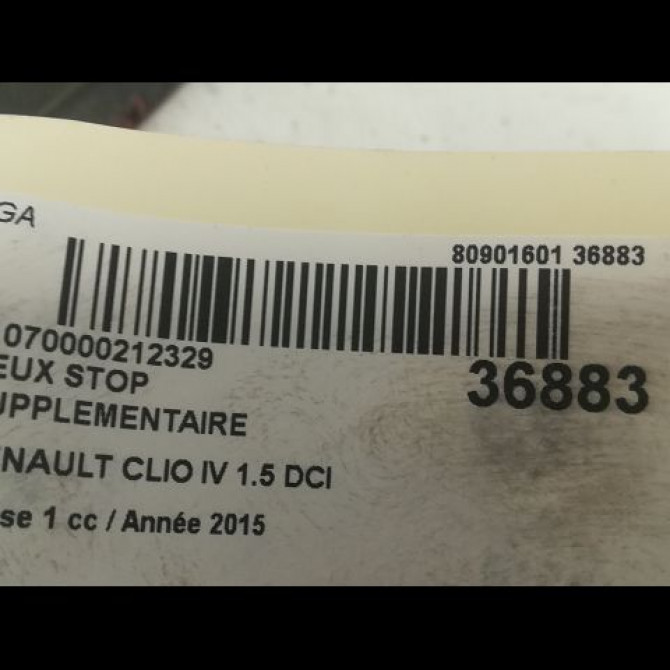 GA
80901601 36883
070000212329
36883
EUX STOP
UPPLEMENTAIRE
NAULT CLIO IV 1.5 DCI
se 1 cc / Année 2015